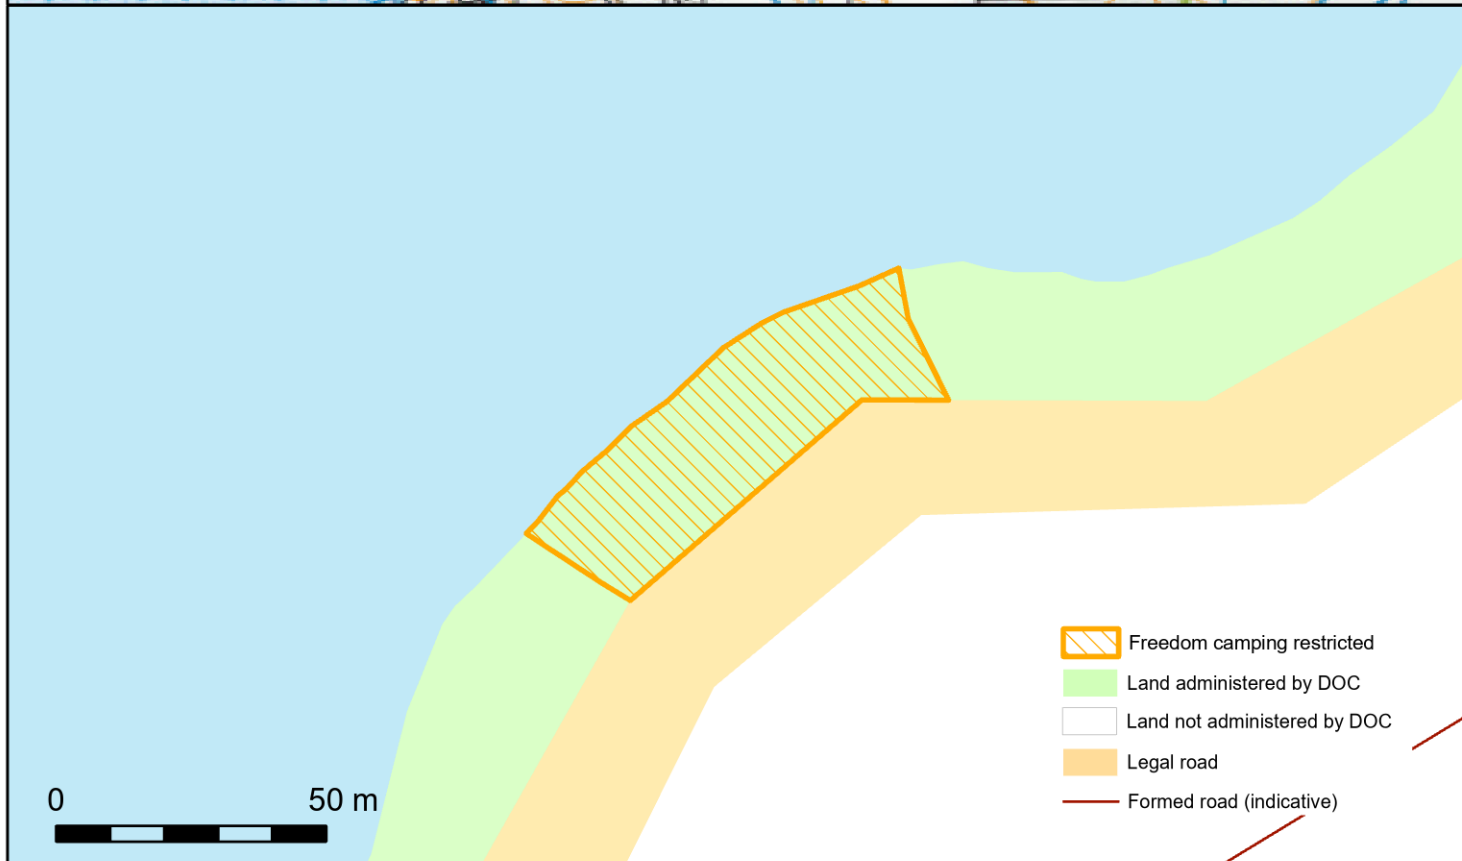 Freedom camping restricted
Land administered by DOC
Land not administered by DOC
Legal road
Formed road (indicative)
0 50 m